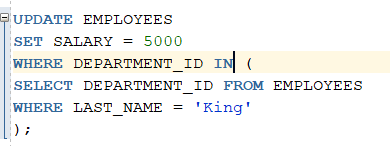 UPDATE EMPLOYEES
SET SALARY = 5000
WHERE DEPARTMENT_ID IN (
SELECT DEPARTMENT_ID FROM EMPLOYEES
WHERE LAST_NAME = 'King'
);